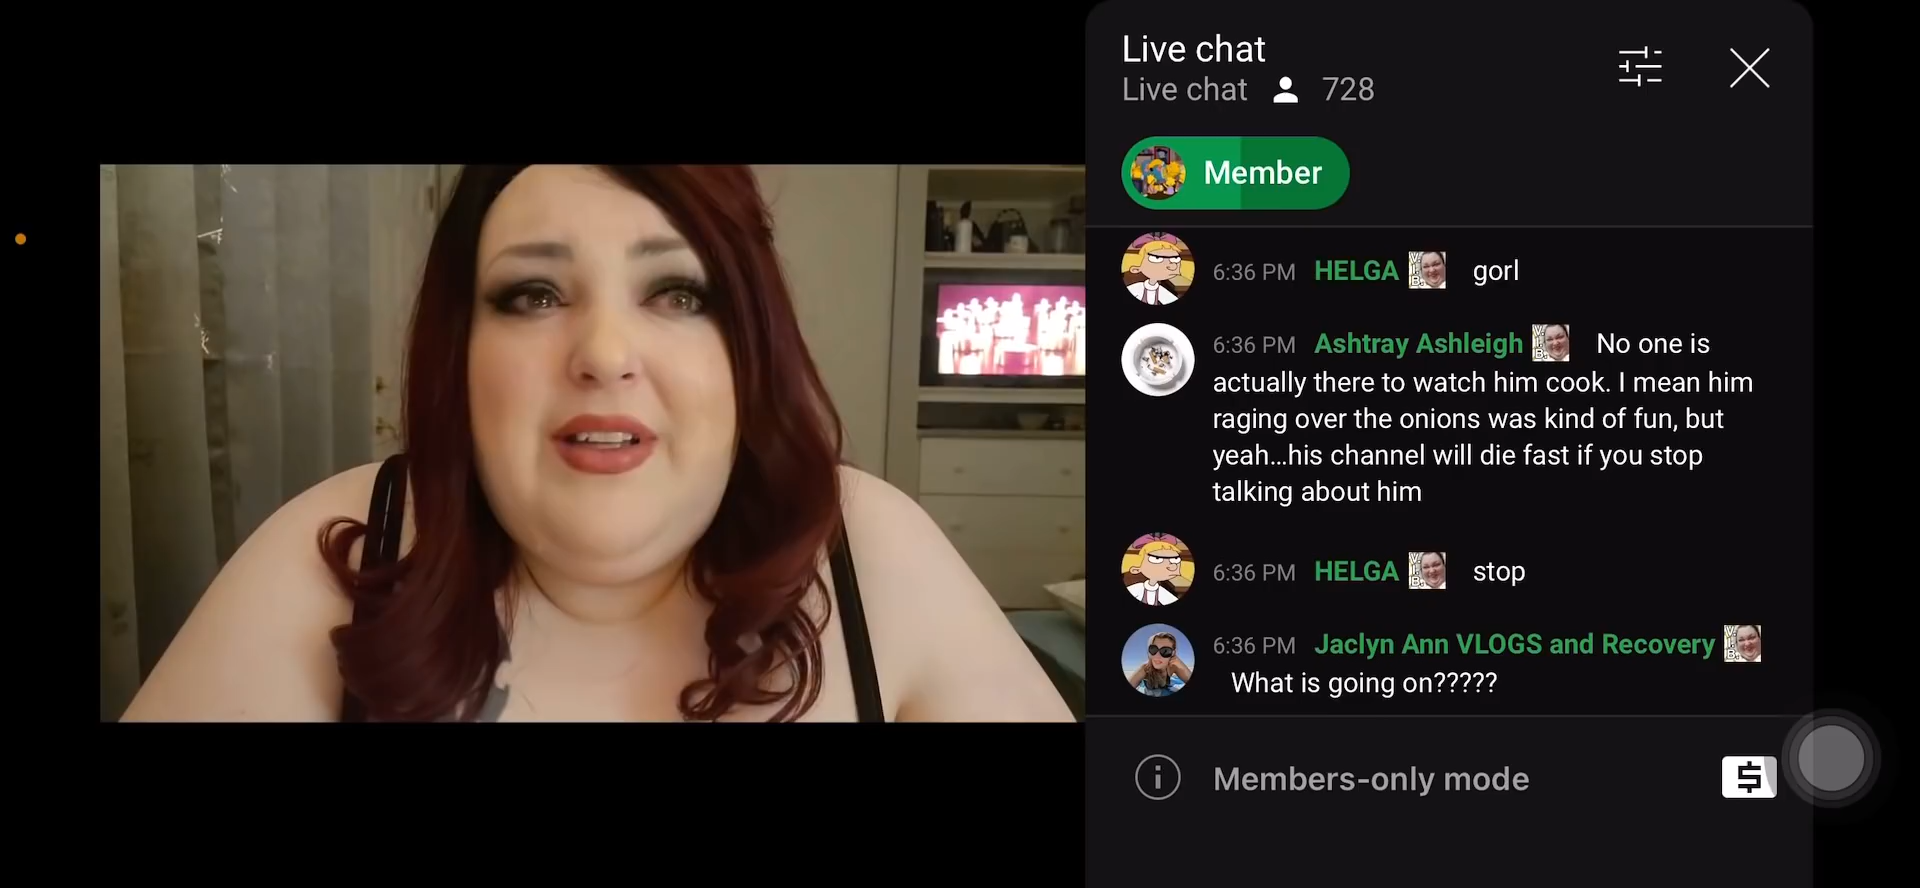 Live chat
Live chat 728
Member
6:36 PM HELGA gorl
6:36 PM Ashtray Ashleigh No one is
actually there to watch him cook. I mean him
raging over the onions was kind of fun, but
yeah...his channel will die fast if you stop
talking about him
6:36 PM HELGA stop
6:36 PM Jaclyn Ann VLOGS and Recovery
What is going on?????
Members-only mode